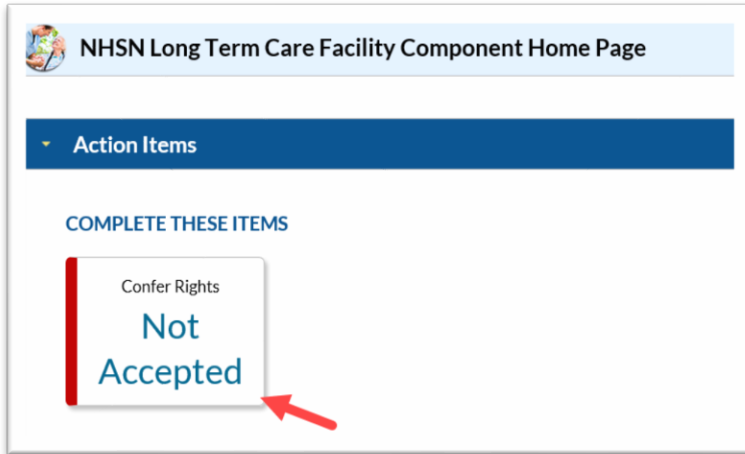 NHSN Long Term Care Facility Component Home Page
Action Items
COMPLETE THESE ITEMS
Confer Rights
Not
Accepted